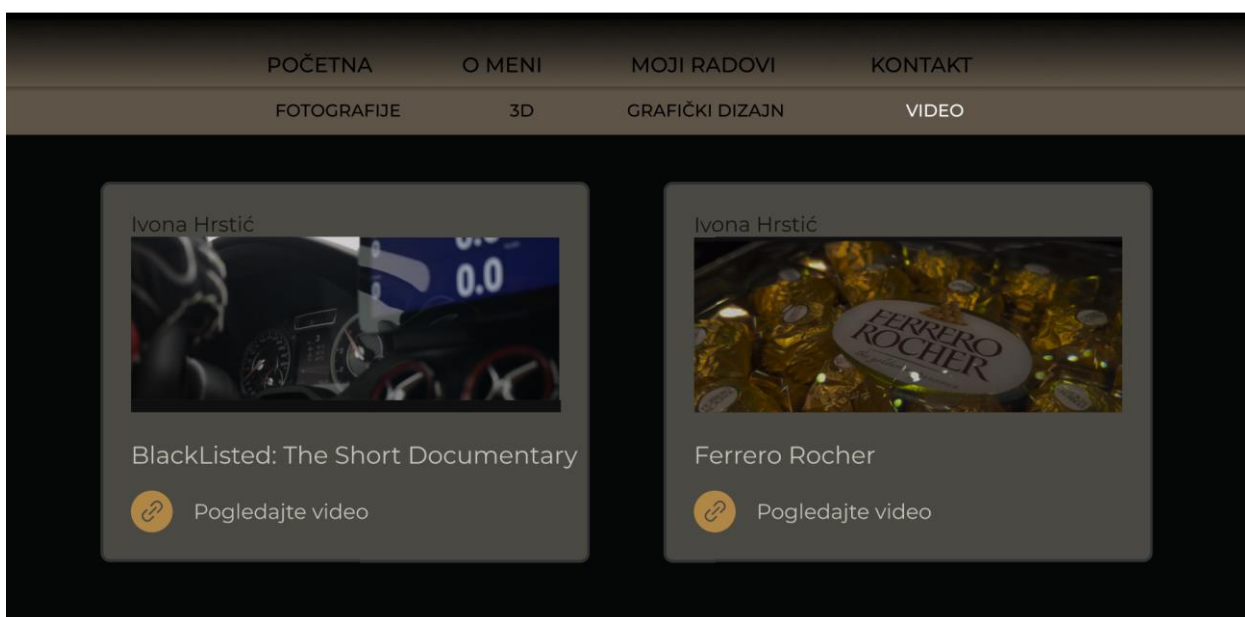 POČETNA O MENI MOJI RADOVI KONTAKT
FOTOGRAFIJE 3D GRAFIČKI DIZAJN VIDEO
Ivona Hrstić
0.0
BlackListed: The Short Documentary
Pogledajte video
Ivona Hrstić
FERRERO
ROCHER
Ferrero Rocher
Pogledajte video